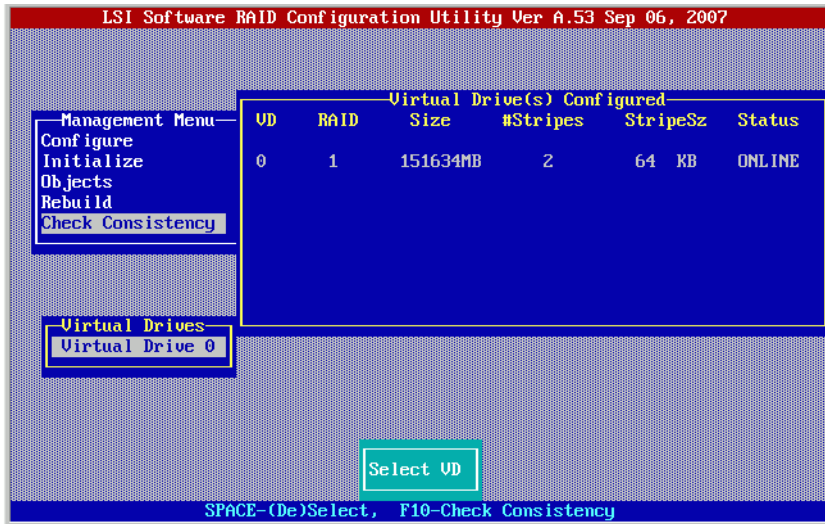 LSI Software RAID Configuration Utility Ver A.53 Sep 06, 2007
Management Menu
Configure
Initialize
Objects
Rebuild
Check Consistency
Virtual Drive(s) Configured
VD RAID Size #Stripes StripeSz Status
0 1 151634MB 2 64 KB ONLINE
Virtual Drives
Virtual Drive 0
Select VD
SPACE-(De)Select, F10-Check Consistency